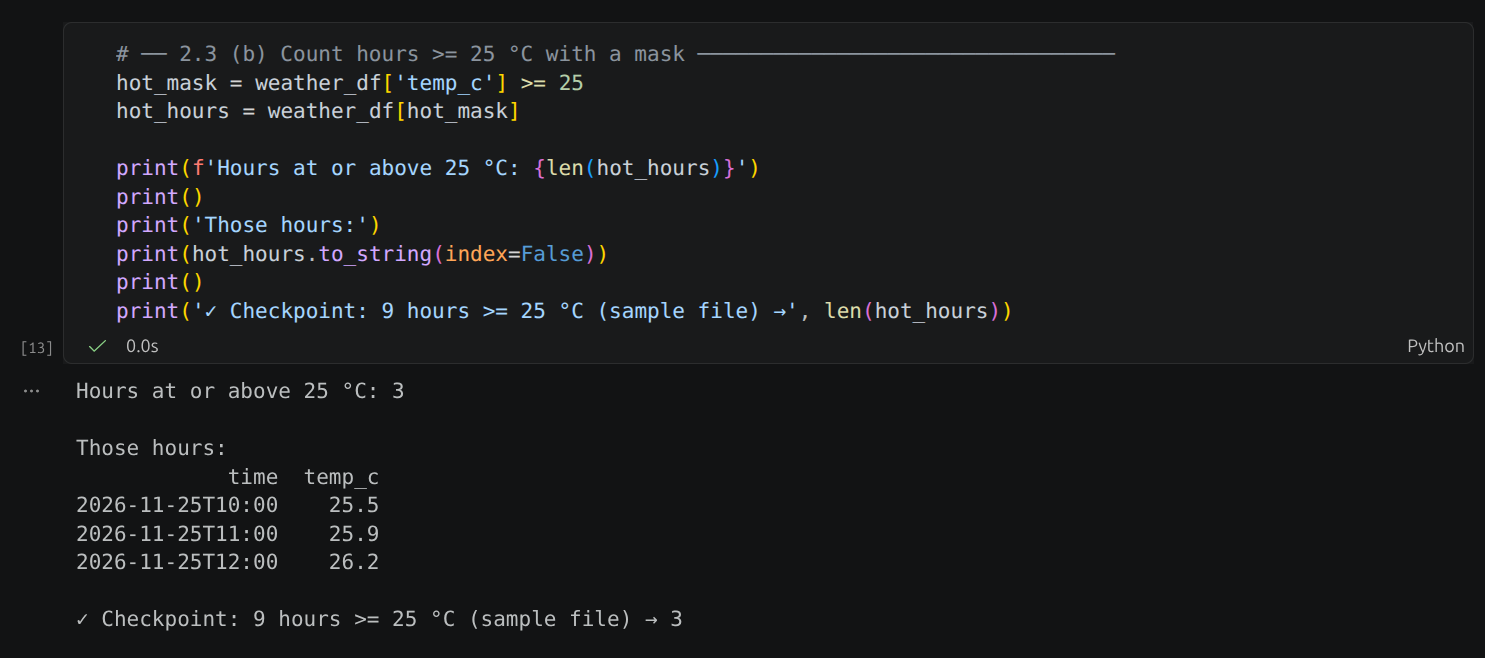 # ── 2.3 (b) Count hours >= 25 °C with a mask ─────────────────────────────────
hot_mask = weather_df['temp_c'] >= 25
hot_hours = weather_df[hot_mask]
print(f'Hours at or above 25 °C: {len(hot_hours)}')
print()
print('Those hours:')
print(hot_hours.to_string(index=False))
print()
print('✓ Checkpoint: 9 hours >= 25 °C (sample file) →', len(hot_hours))
[13] ✓ 0.0s Python
... Hours at or above 25 °C: 3
Those hours:
time temp_c
2026-11-25T10:00 25.5
2026-11-25T11:00 25.9
2026-11-25T12:00 26.2
✓ Checkpoint: 9 hours >= 25 °C (sample file) → 3